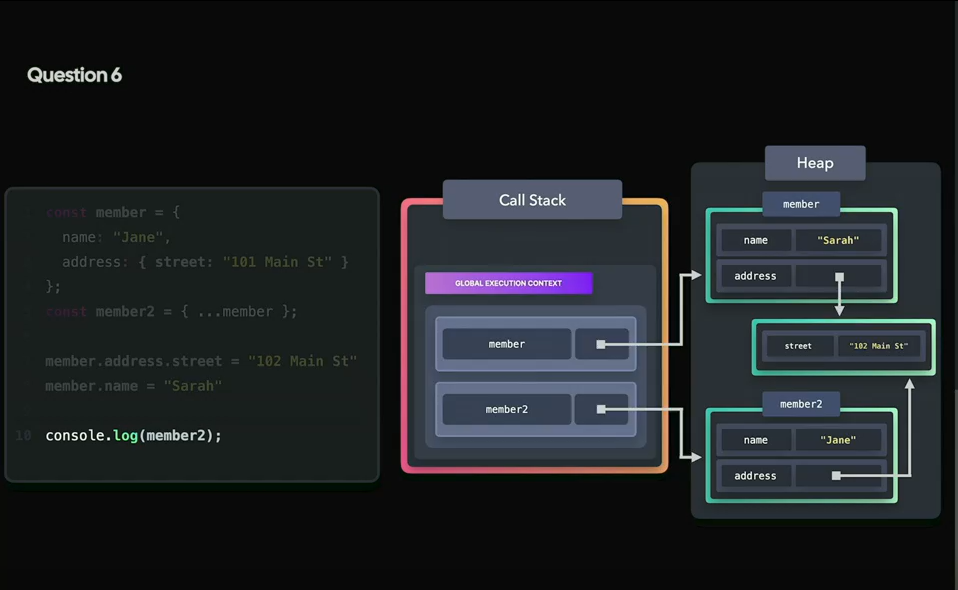 Question 6
const member = {
name: "Jane",
address: { street: "101 Main St" }
};
const member2 = { ...member };
member.address.street = "102 Main St"
member.name = "Sarah"
10 console.log(member2);
Call Stack
GLOBAL EXECUTION CONTEXT
member
member2
Heap
member
name "Sarah"
address
street "102 Main St"
member2
name "Jane"
address